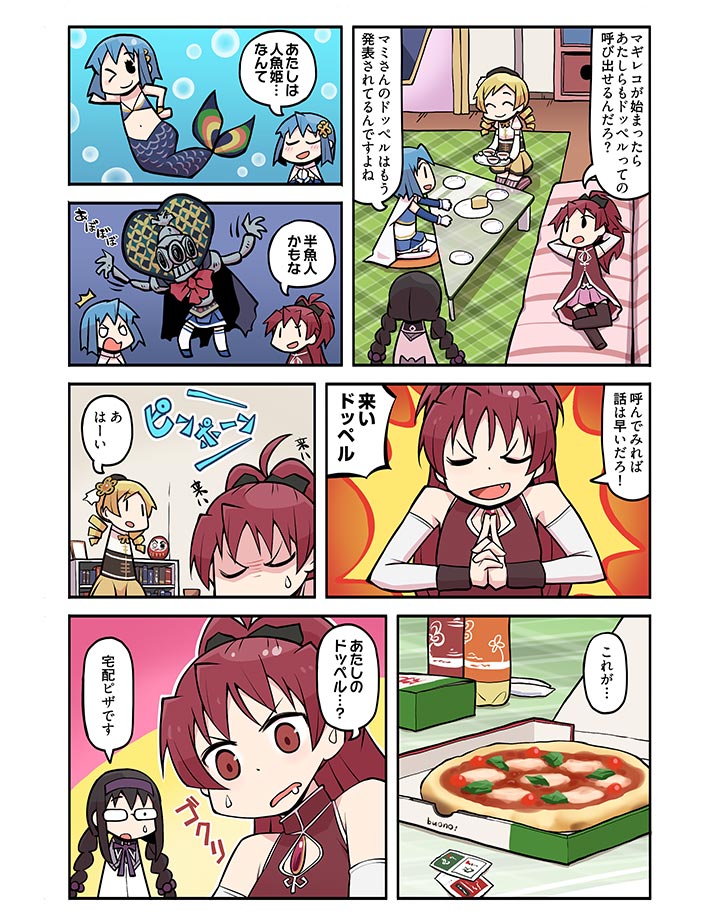 マギレコが始まったら
あたしらもドッペルっての
呼び出せるんだろ？
マミさんのドッペルはもう
発表されてるんですよね
あたしは
人魚姫…
なんて
半魚人
かもな
あばぼぼ
呼んでみれば
話は早いだろ！
来い
ドッペル
ピンポーン
来い
来い
あ
はーい
これが…
buono!
あたしの
ドッペル…？
ガクリ
宅配ピザです